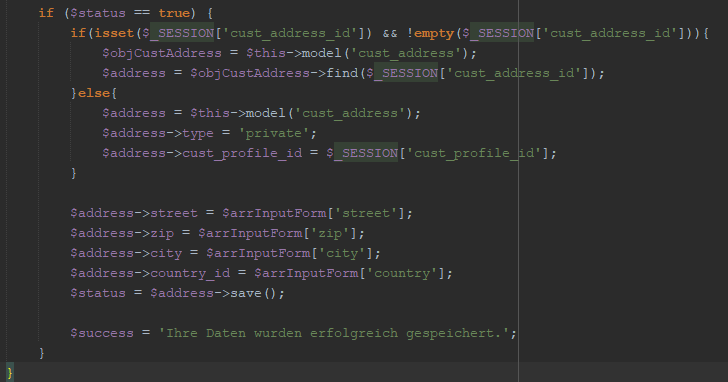 if ($status == true) {
if(isset($_SESSION['cust_address_id']) && !empty($_SESSION['cust_address_id'])){
$objCustAddress = $this->model('cust_address');
$address = $objCustAddress->find($_SESSION['cust_address_id']);
}else{
$address = $this->model('cust_address');
$address->type = 'private';
$address->cust_profile_id = $_SESSION['cust_profile_id'];
}
$address->street = $arrInputForm['street'];
$address->zip = $arrInputForm['zip'];
$address->city = $arrInputForm['city'];
$address->country_id = $arrInputForm['country'];
$status = $address->save();
$success = 'Ihre Daten wurden erfolgreich gespeichert.';
}
}